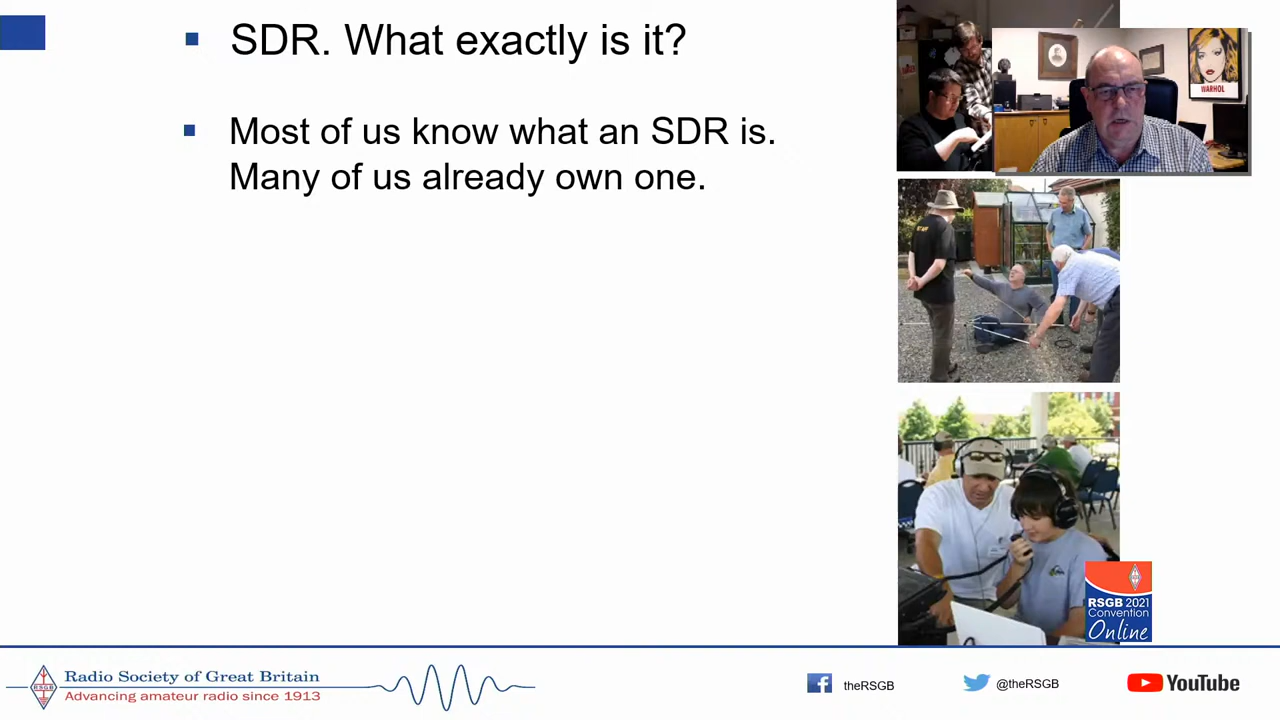 SDR. What exactly is it?
Most of us know what an SDR is.
Many of us already own one.
WARHOL
RSGB 2021
Convention
Online
RSGB
Radio Society of Great Britain
Advancing amateur radio since 1913
theRSGB
@theRSGB
YouTube